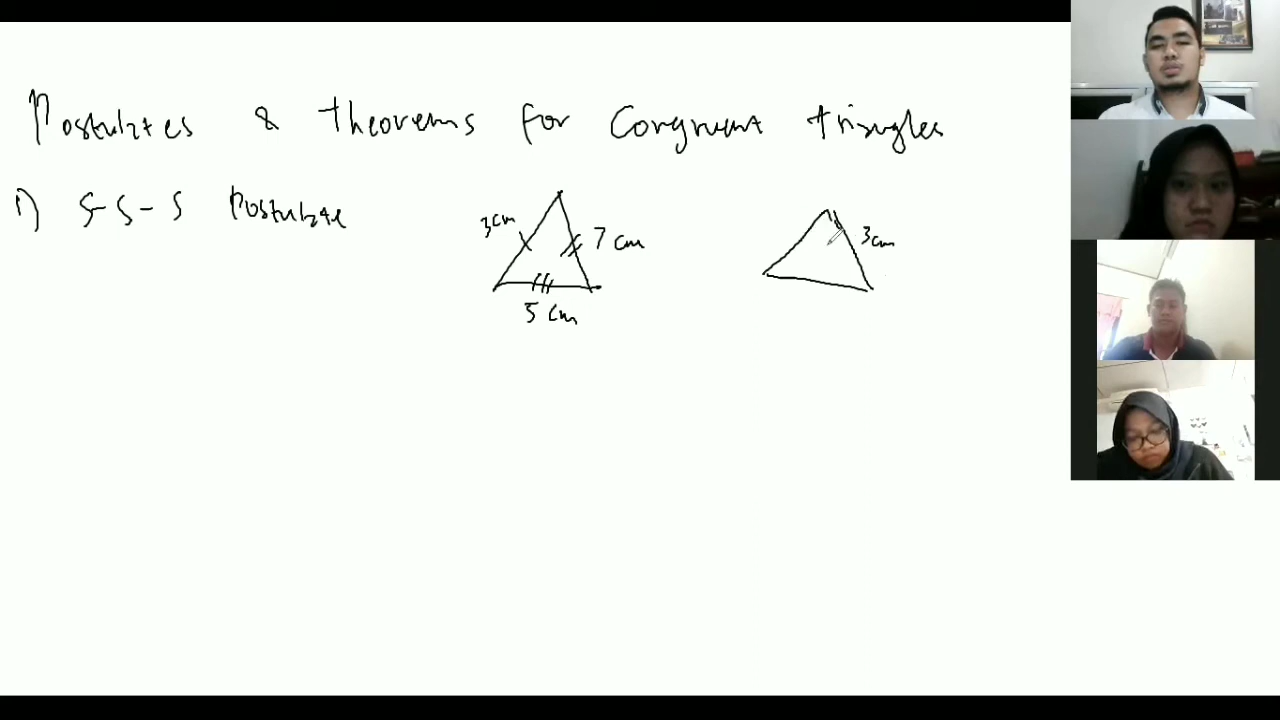 Postulates & Theorems for Congruent Triangles
1) S-S-S Postulate
3cm
7 cm
5 cm
3cm